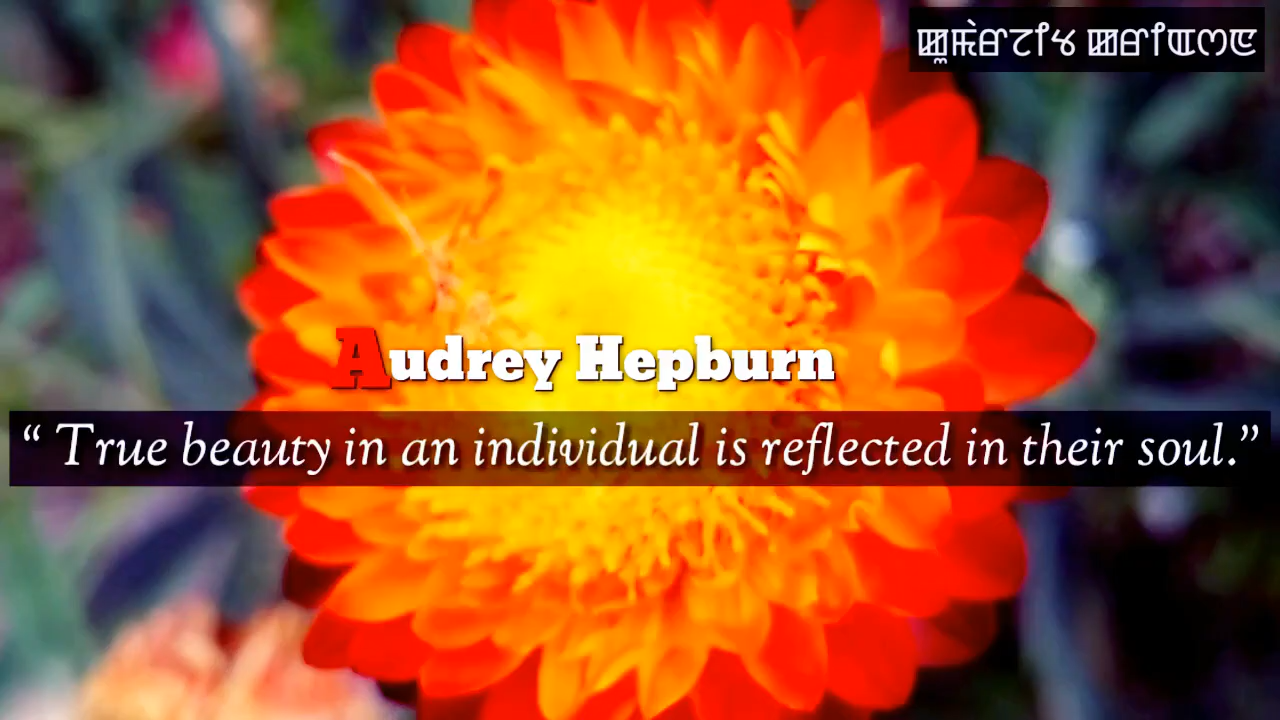 Audrey Hepburn
“ True beauty in an individual is reflected in their soul.”